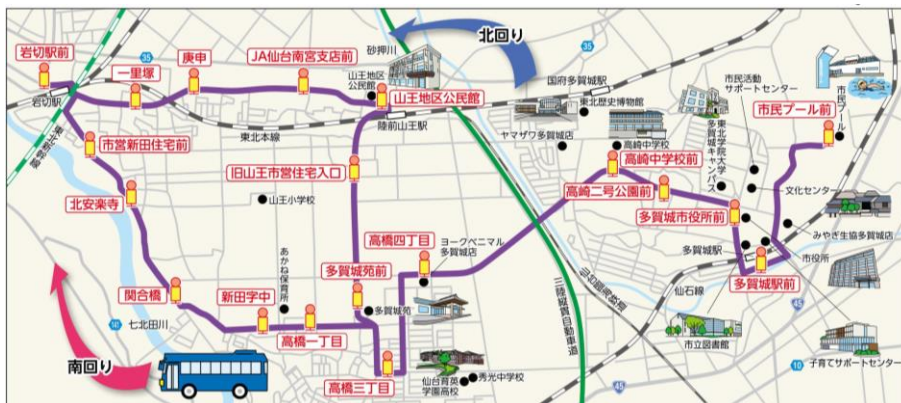 岩切駅前
岩切駅
一里塚
35
庚申
JA仙台南宮支店前
砂押川
山王地区
公民館
山王地区公民館
陸前山王駅
東北本線
北回り
35
国府多賀城駅
東北歴史博物館
ヤマザワ多賀城店
高崎中学校
高崎中学校前
高崎二号公園前
東北学院大学
多賀城キャンパス
市民活動
サポートセンター
市民プール前
市民プール
文化センター
みやぎ生協多賀城店
多賀城市役所前
多賀城駅
市役所
多賀城駅前
仙石線
45
市立図書館
子育てサポートセンター
10
45
三陸縦貫自動車道
市営新田住宅前
北安楽寺
関合橋
七北田川
新田字中
あかね保育所
山王小学校
旧山王市営住宅入口
高橋四丁目
ヨークベニマル
多賀城店
多賀城苑前
多賀城苑
高橋一丁目
高橋三丁目
仙台育英
学園高校
秀光中学校
南回り